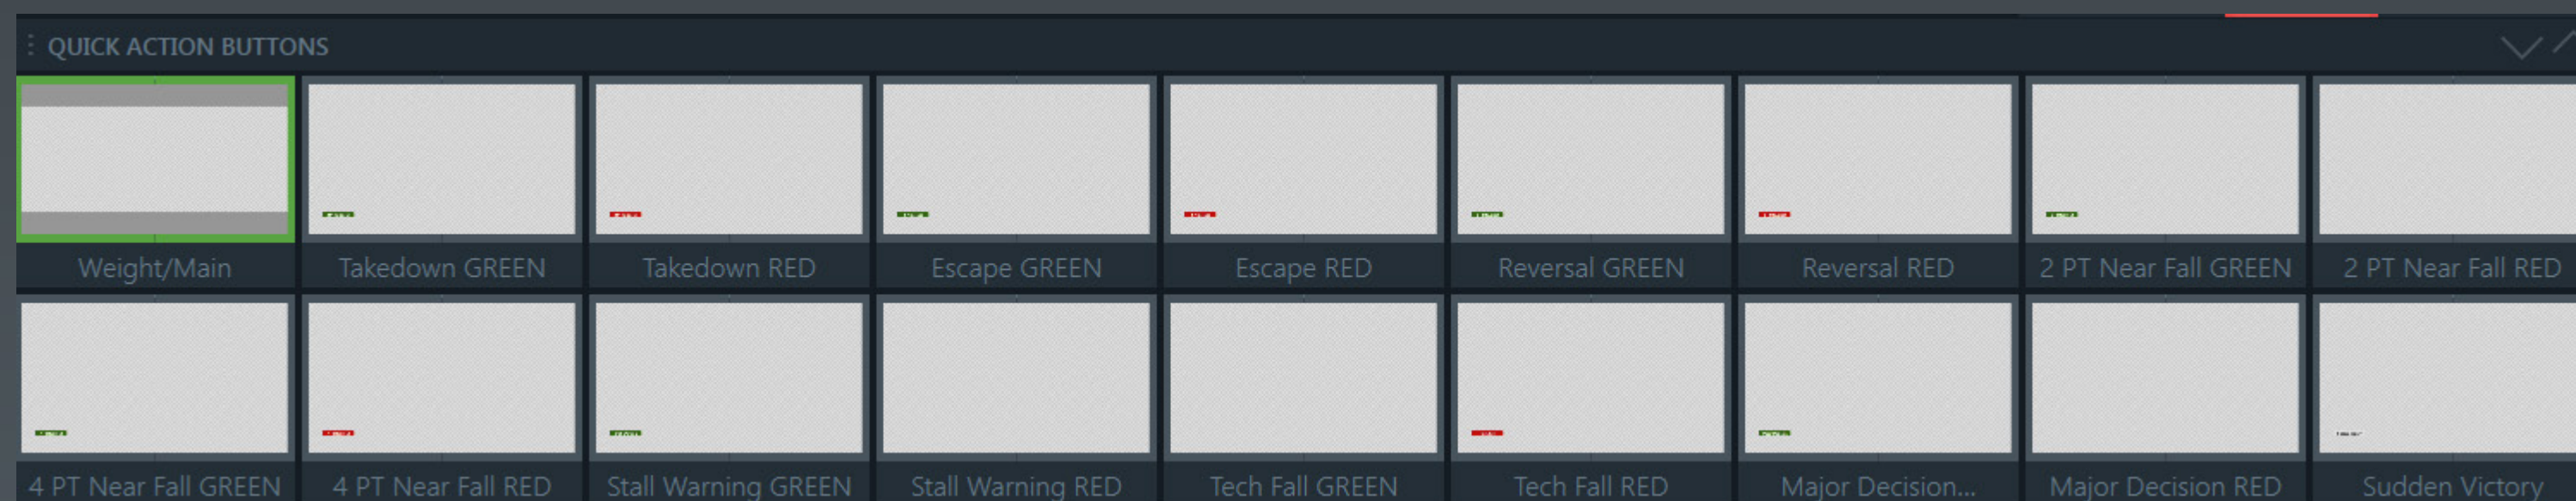 QUICK ACTION BUTTONS
Weight/Main
Takedown GREEN
Takedown RED
Escape GREEN
Escape RED
Reversal GREEN
Reversal RED
2 PT Near Fall GREEN
2 PT Near Fall RED
4 PT Near Fall GREEN
4 PT Near Fall RED
Stall Warning GREEN
Stall Warning RED
Tech Fall GREEN
Tech Fall RED
Major Decision...
Major Decision RED
Sudden Victory